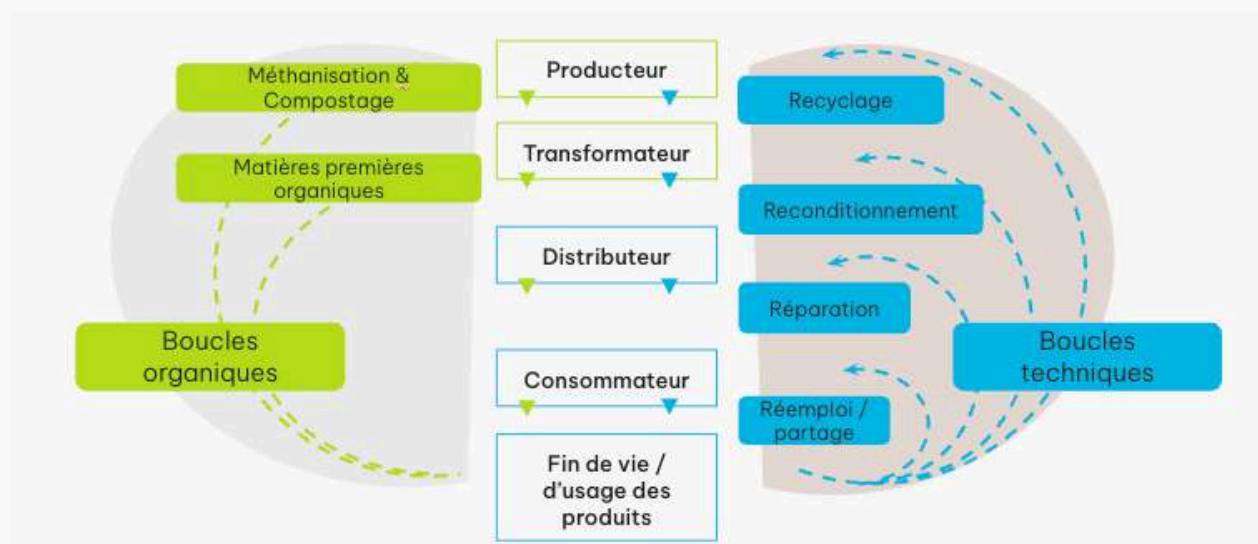 Méthanisation &
Compostage
Matières premières
organiques
Boucles
organiques
Producteur
Transformateur
Distributeur
Consommateur
Fin de vie /
d'usage des
produits
Recyclage
Reconditionnement
Réparation
Réemploi /
partage
Boucles
techniques